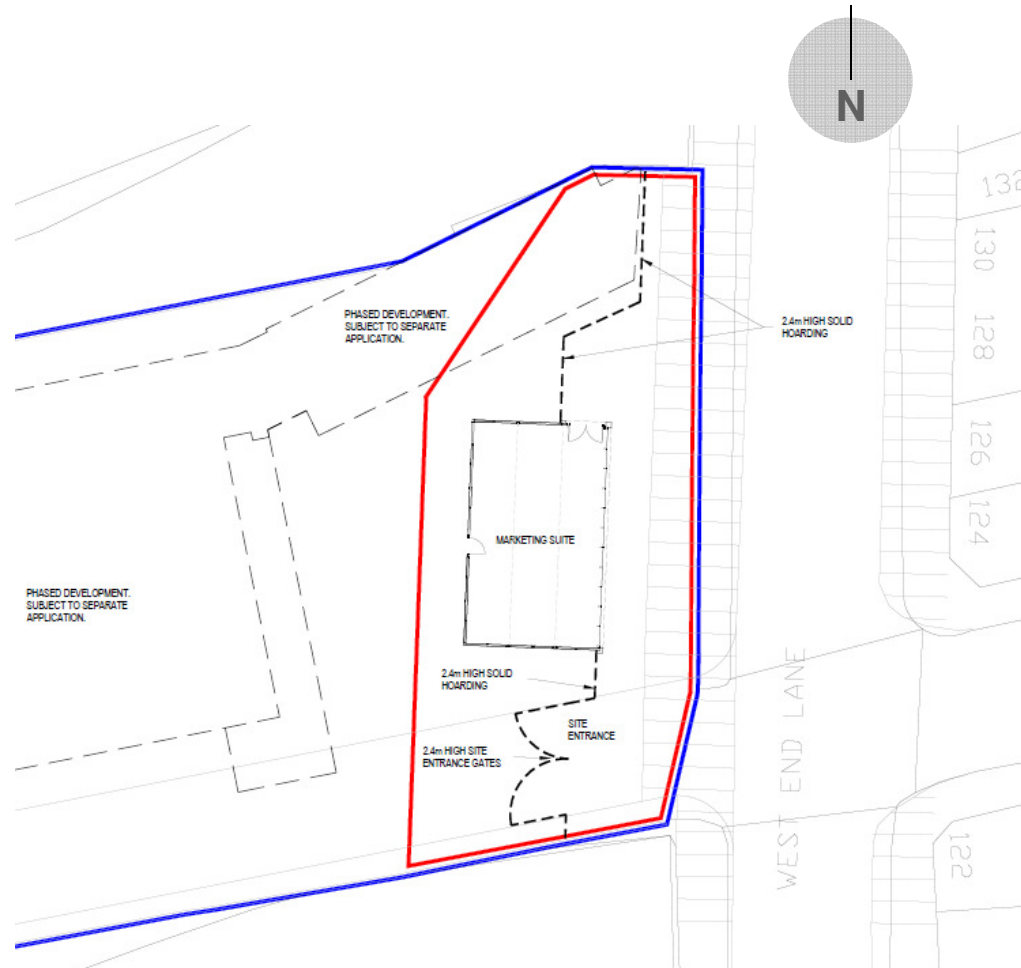 N
132
130
128
126
124
122
PHASED DEVELOPMENT.
SUBJECT TO SEPARATE
APPLICATION.
2.4m HIGH SOLID
HOARDING
MARKETING SUITE
PHASED DEVELOPMENT.
SUBJECT TO SEPARATE
APPLICATION.
2.4m HIGH SOLID
HOARDING
SITE
ENTRANCE
2.4m HIGH SITE
ENTRANCE GATES
WEST END LANE